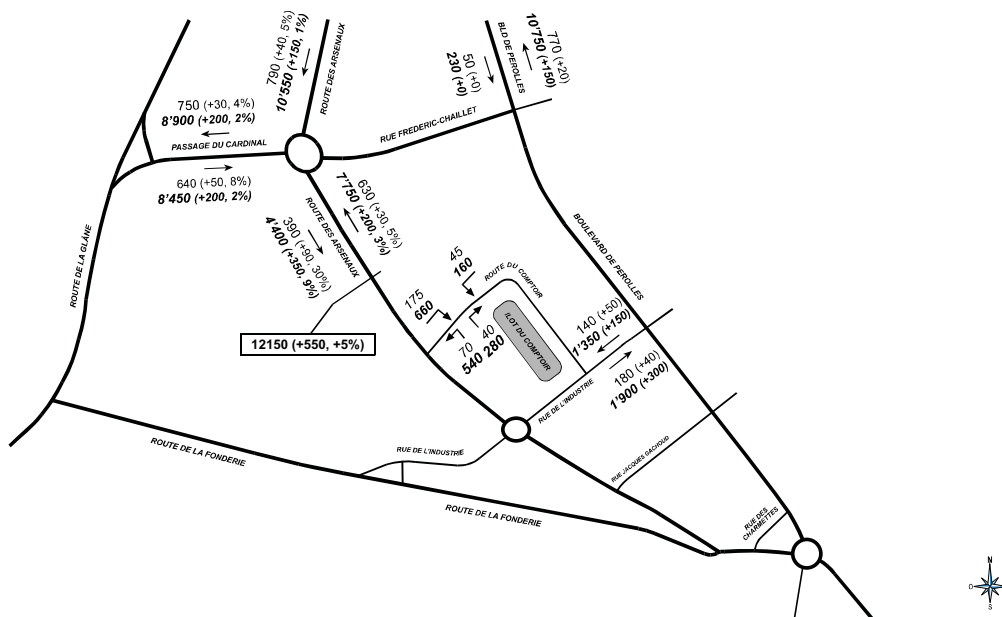 790 (+40, 5%)
10'550 (+150, 1%)
ROUTE DES ARSENAUX
50 (+0)
230 (+0)
BLD DE PEROLLES
10'750 (+150)
770 (+20)
750 (+30, 4%)
8'900 (+200, 2%)
PASSAGE DU CARDINAL
640 (+50, 8%)
8'450 (+200, 2%)
RUE FREDERIC-CHAILLET
630 (+30, 5%)
7'750 (+200, 3%)
ROUTE DES ARSENAUX
390 (+90, 30%)
4'400 (+350, 9%)
ROUTE DE LA GLÂNE
BOULEVARD DE PEROLLES
45
160
ROUTE DU COMPTOIR
175
660
ILOT DU COMPTOIR
70
540
40
280
140 (+50)
1'350 (+150)
180 (+40)
1'900 (+300)
12150 (+550, +5%)
RUE DE L'INDUSTRIE
RUE DE L'INDUSTRIE
ROUTE DE LA FONDERIE
RUE JACQUES GACHOUD
ROUTE DE LA FONDERIE
RUE DES
CHARMETTES
N
O
S